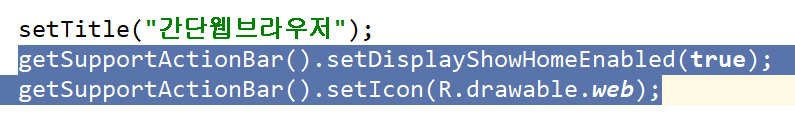 setTitle("간단웹브라우저");
getSupportActionBar().setDisplayShowHomeEnabled(true);
getSupportActionBar().setIcon(R.drawable.web);